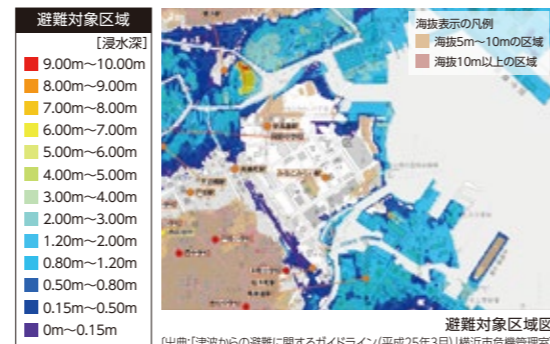 避難対象区域
[浸水深]
9.00m〜10.00m
8.00m〜9.00m
7.00m〜8.00m
6.00m〜7.00m
5.00m〜6.00m
4.00m〜5.00m
3.00m〜4.00m
2.00m〜3.00m
1.20m〜2.00m
0.80m〜1.20m
0.50m〜0.80m
0.15m〜0.50m
0m〜0.15m
海抜表示の凡例
海抜5m〜10mの区域
海抜10m以上の区域
避難対象区域図
[出典:「津波からの避難に関するガイドライン(平成25年3月)」横浜市危機管理室